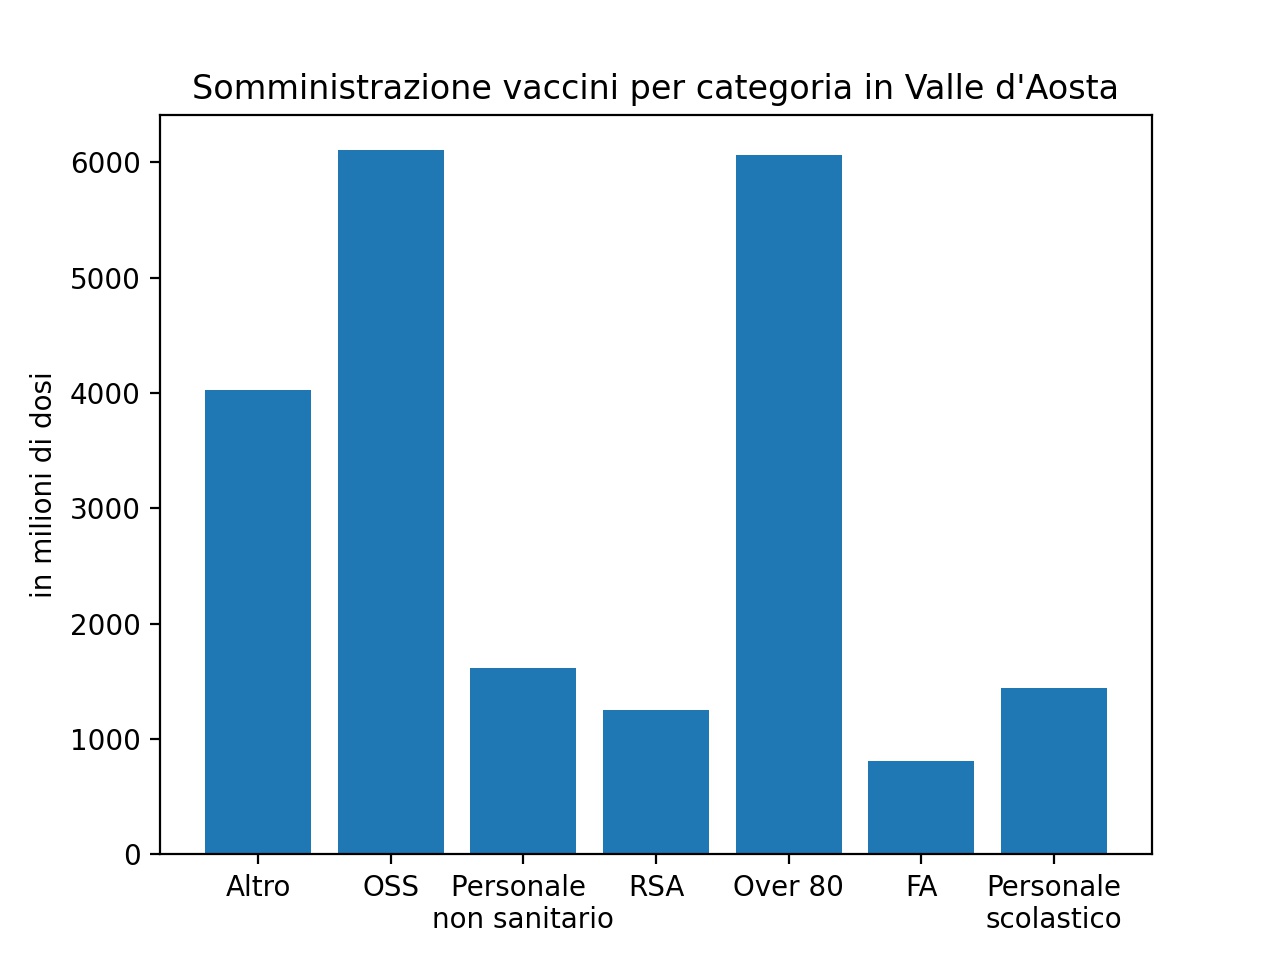 Somministrazione vaccini per categoria in Valle d'Aosta
in milioni di dosi
6000
5000
4000
3000
2000
1000
0
Altro
OSS
Personale
non sanitario
RSA
Over 80
FA
Personale
scolastico